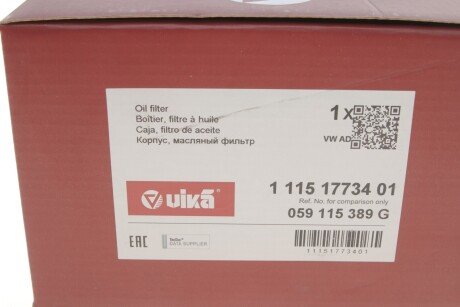 Oil filter
Boîtier, filtre à huile
Caja, filtro de aceite
Корпус, масляный фильтр
1x
VW AD
vika
1 115 17734 01
Ref. No. for comparison only
059 115 389 G
EAC
TecDoc
DATA SUPPLIER
11151773401